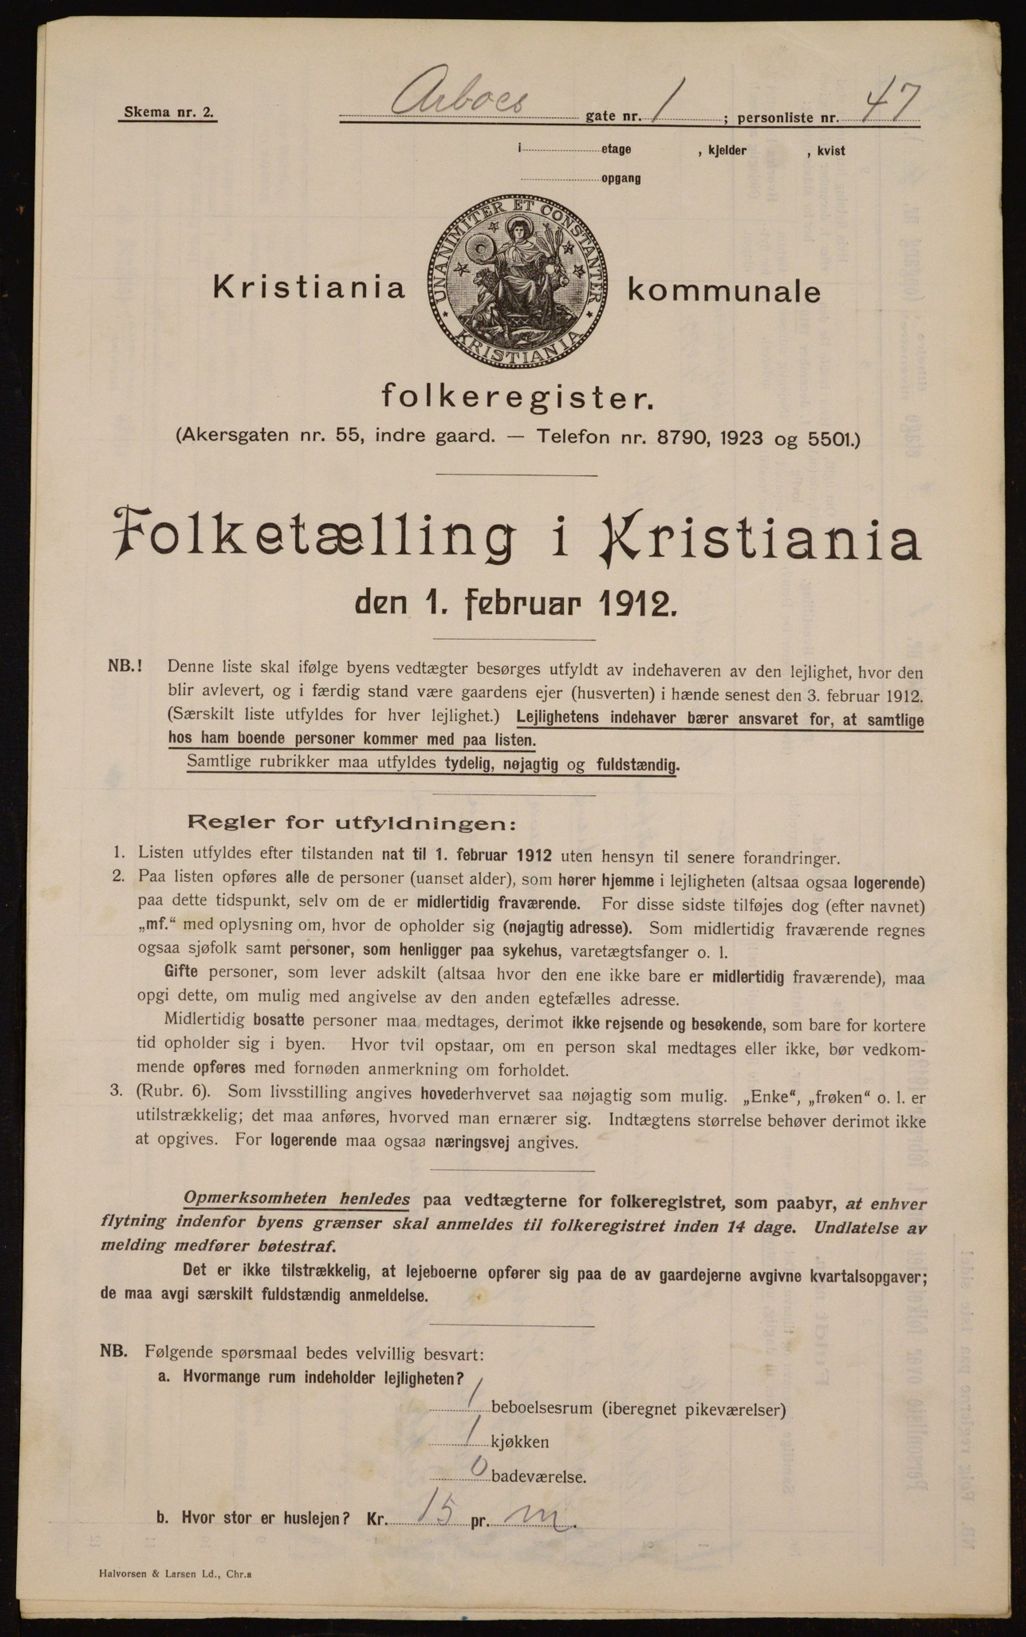 Skema nr. 2.
Arboes gate nr. 1; personliste nr. 47
i etage , kjelder , kvist
opgang
UNANIMITER ET CONSTANTER
KRISTIANIA
Kristiania kommunale
folkeregister.
(Akersgaten nr. 55, indre gaard. — Telefon nr. 8790, 1923 og 5501.)
Folketælling i Kristiania
den 1. februar 1912.
NB.! Denne liste skal ifølge byens vedtægter besørges utfyldt av indehaveren av den lejlighet, hvor den
blir avlevert, og i færdig stand være gaardens ejer (husverten) i hænde senest den 3. februar 1912.
(Særskilt liste utfyldes for hver lejlighet.) Lejlighetens indehaver bærer ansvaret for, at samtlige
hos ham boende personer kommer med paa listen.
Samtlige rubrikker maa utfyldes tydelig, nøjagtig og fuldstændig.
Regler for utfyldningen:
1. Listen utfyldes efter tilstanden nat til 1. februar 1912 uten hensyn til senere forandringer.
2. Paa listen opføres alle de personer (uanset alder), som hører hjemme i lejligheten (altsaa ogsaa logerende)
paa dette tidspunkt, selv om de er midlertidig fraværende. For disse sidste tilføjes dog (efter navnet)
„mf.“ med oplysning om, hvor de opholder sig (nøjagtig adresse). Som midlertidig fraværende regnes
ogsaa sjøfolk samt personer, som henligger paa sykehus, varetægtsfanger o. l.
Gifte personer, som lever adskilt (altsaa hvor den ene ikke bare er midlertidig fraværende), maa
opgi dette, om mulig med angivelse av den anden egtefælles adresse.
Midlertidig bosatte personer maa medtages, derimot ikke rejsende og besøkende, som bare for kortere
tid opholder sig i byen. Hvor tvil opstaar, om en person skal medtages eller ikke, bør vedkom-
mende opføres med fornøden anmerkning om forholdet.
3. (Rubr. 6). Som livsstilling angives hovederhvervet saa nøjagtig som mulig. „Enke“, „frøken“ o. l. er
utilstrækkelig; det maa anføres, hvorved man ernærer sig. Indtægtens størrelse behøver derimot ikke
at opgives. For logerende maa ogsaa næringsvej angives.
Opmerksomheten henledes paa vedtægterne for folkeregistret, som paabyr, at enhver
flytning indenfor byens grænser skal anmeldes til folkeregistret inden 14 dage. Undlatelse av
melding medfører bøtestraf.
Det er ikke tilstrækkelig, at lejeboerne opfører sig paa de av gaardejerne avgivne kvartalsopgaver;
de maa avgi særskilt fuldstændig anmeldelse.
NB. Følgende spørsmaal bedes velvillig besvart:
a. Hvormange rum indeholder lejligheten?
1 beboelsesrum (iberegnet pikeværelser)
1 kjøkken
0 badeværelse.
b. Hvor stor er huslejen? Kr. 15 pr. m.
Halvorsen & Larsen Ld., Chr.a